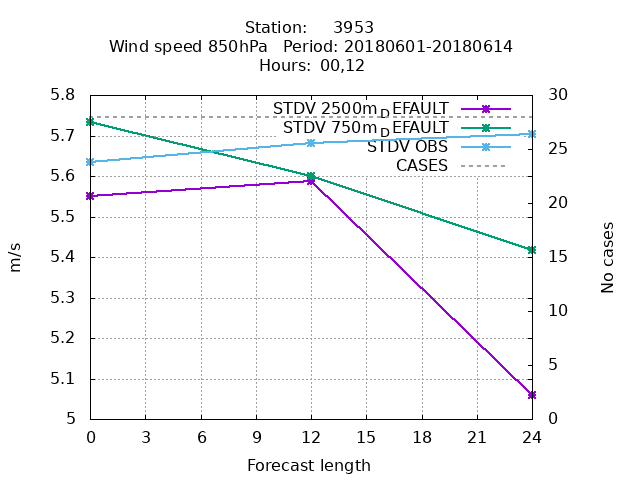 Station: 3953
Wind speed 850hPa Period: 20180601-20180614
Hours: 00,12
5.8
5.7
5.6
5.5
5.4
5.3
5.2
5.1
5
30
25
20
15
10
5
0
STDV 2500m_DEFAULT
STDV 750m_DEFAULT
STDV OBS
CASES
m/s
No cases
0 3 6 9 12 15 18 21 24
Forecast length